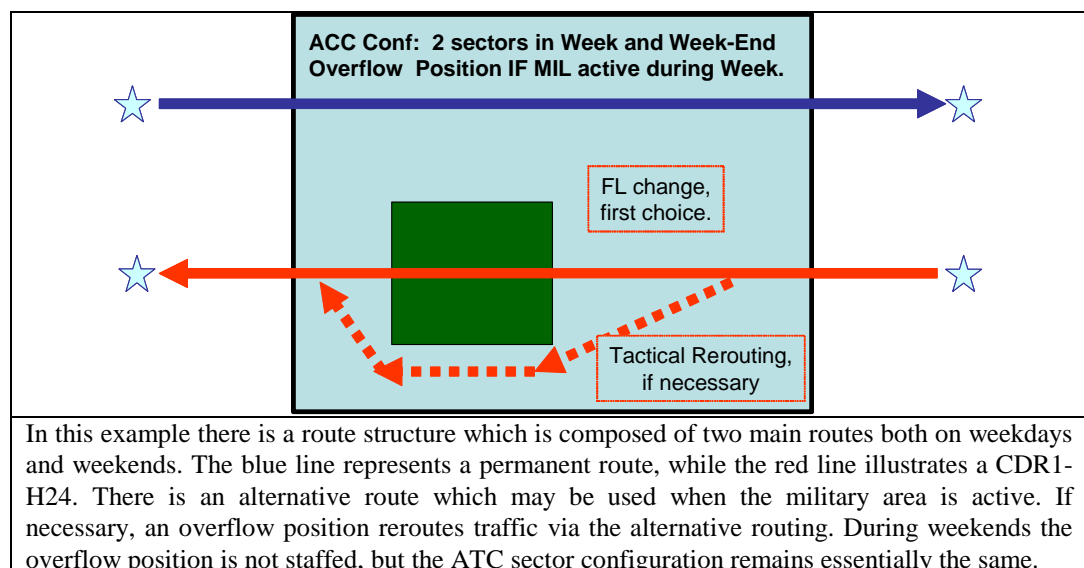 ACC Conf: 2 sectors in Week and Week-End
Overflow Position IF MIL active during Week.
FL change,
first choice.
Tactical Rerouting,
if necessary
In this example there is a route structure which is composed of two main routes both on weekdays
and weekends. The blue line represents a permanent route, while the red line illustrates a CDR1-
H24. There is an alternative route which may be used when the military area is active. If
necessary, an overflow position reroutes traffic via the alternative routing. During weekends the
overflow position is not staffed, but the ATC sector configuration remains essentially the same.